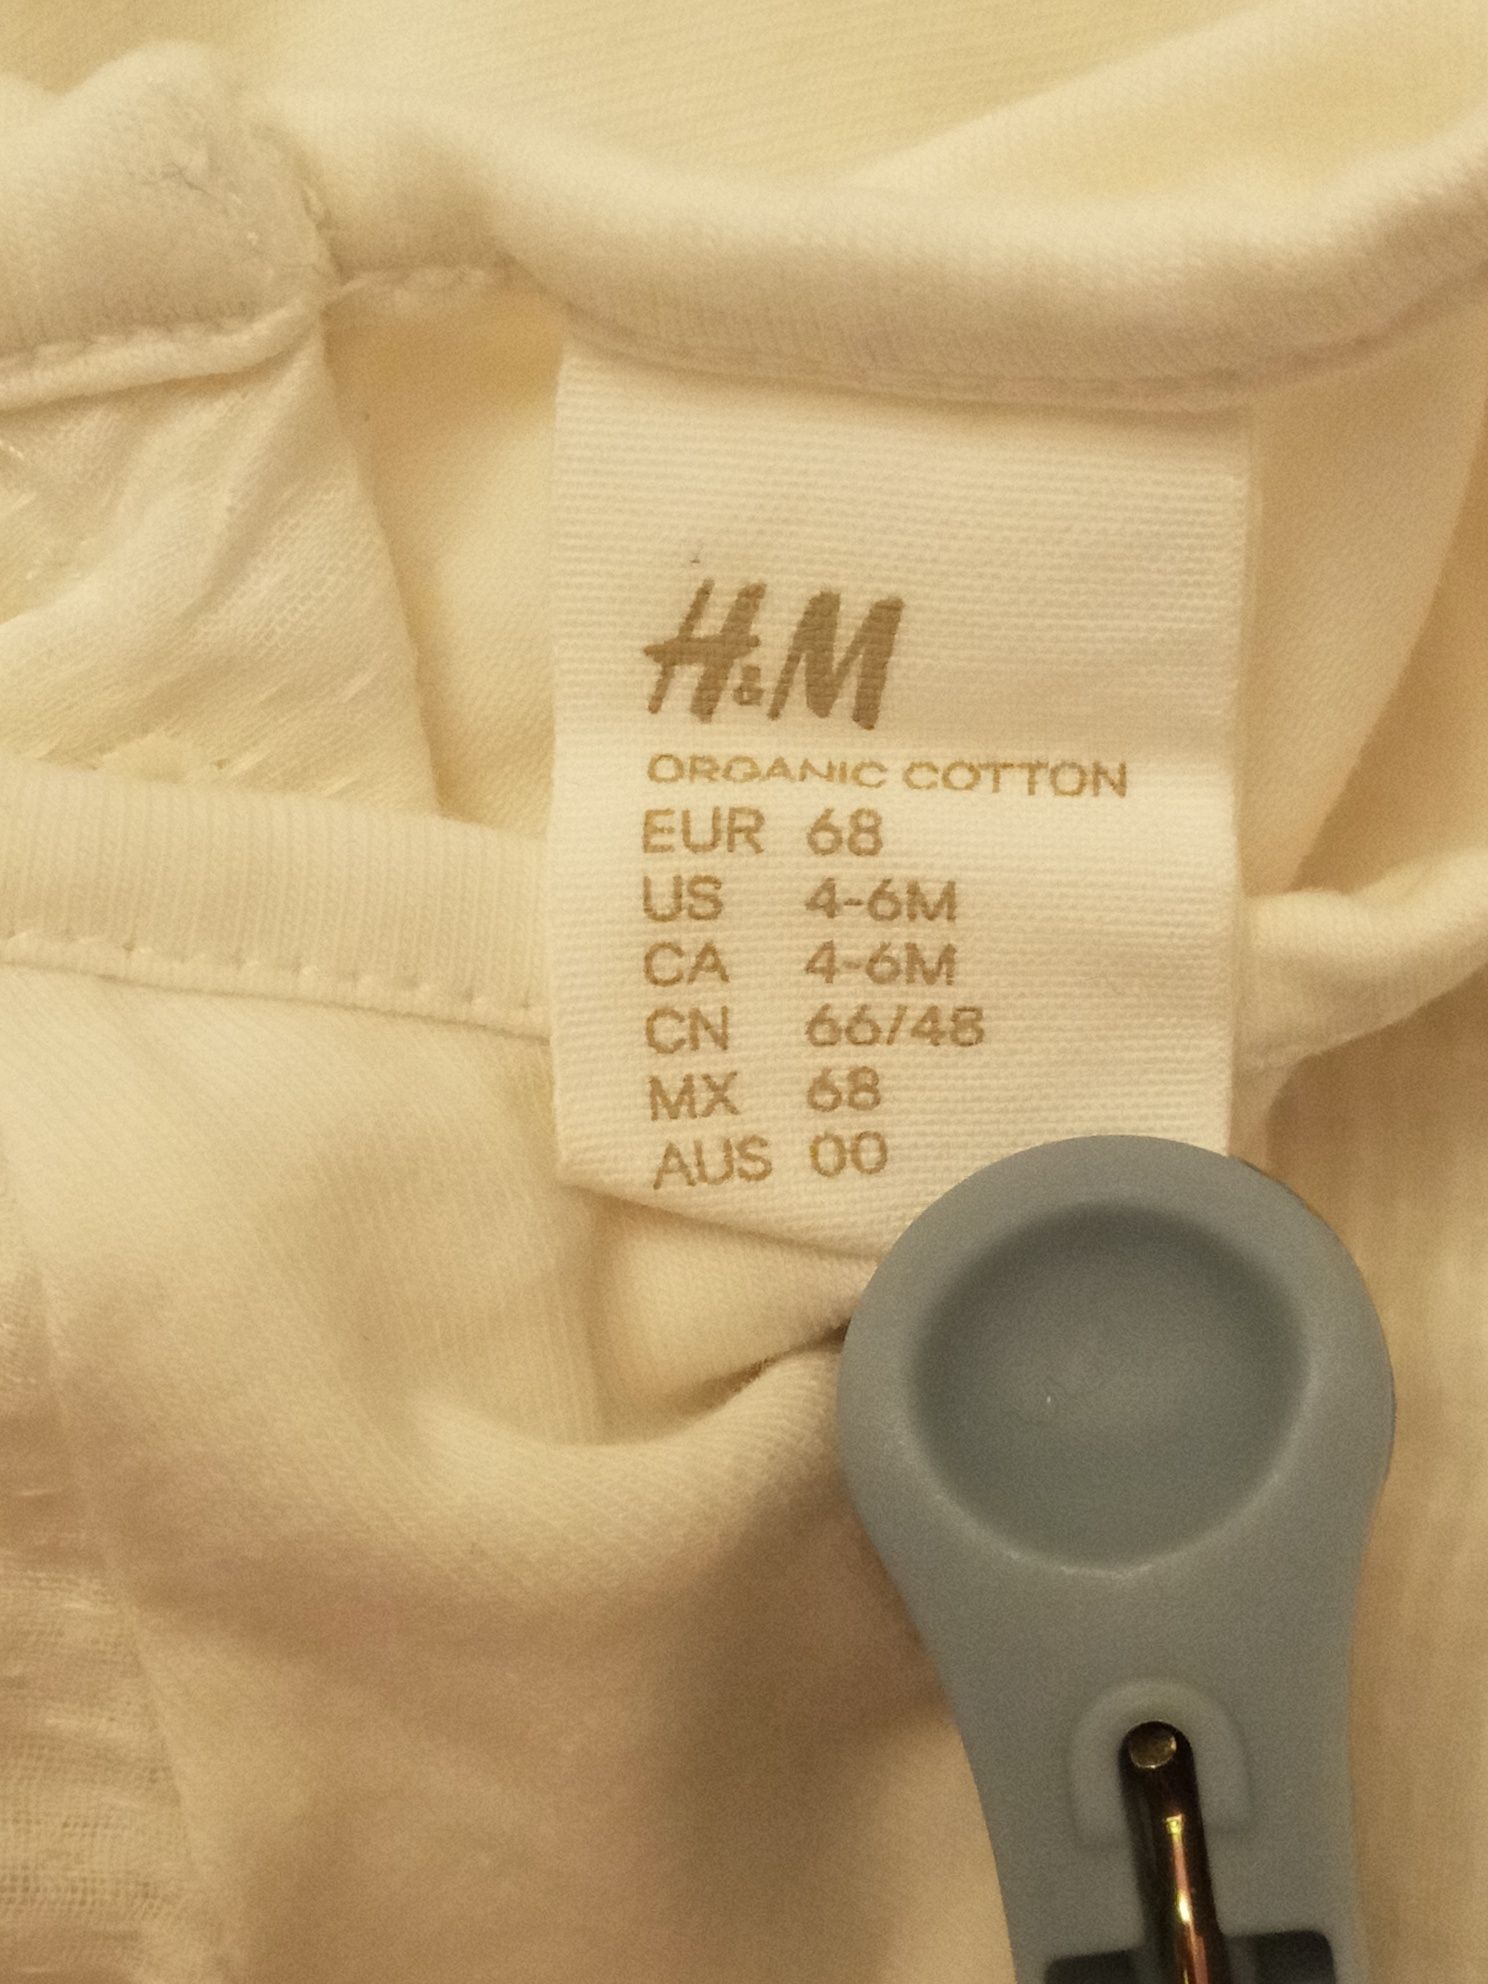 H&M
ORGANIC COTTON
EUR 68
US 4-6M
CA 4-6M
CN 66/48
MX 68
AUS 00